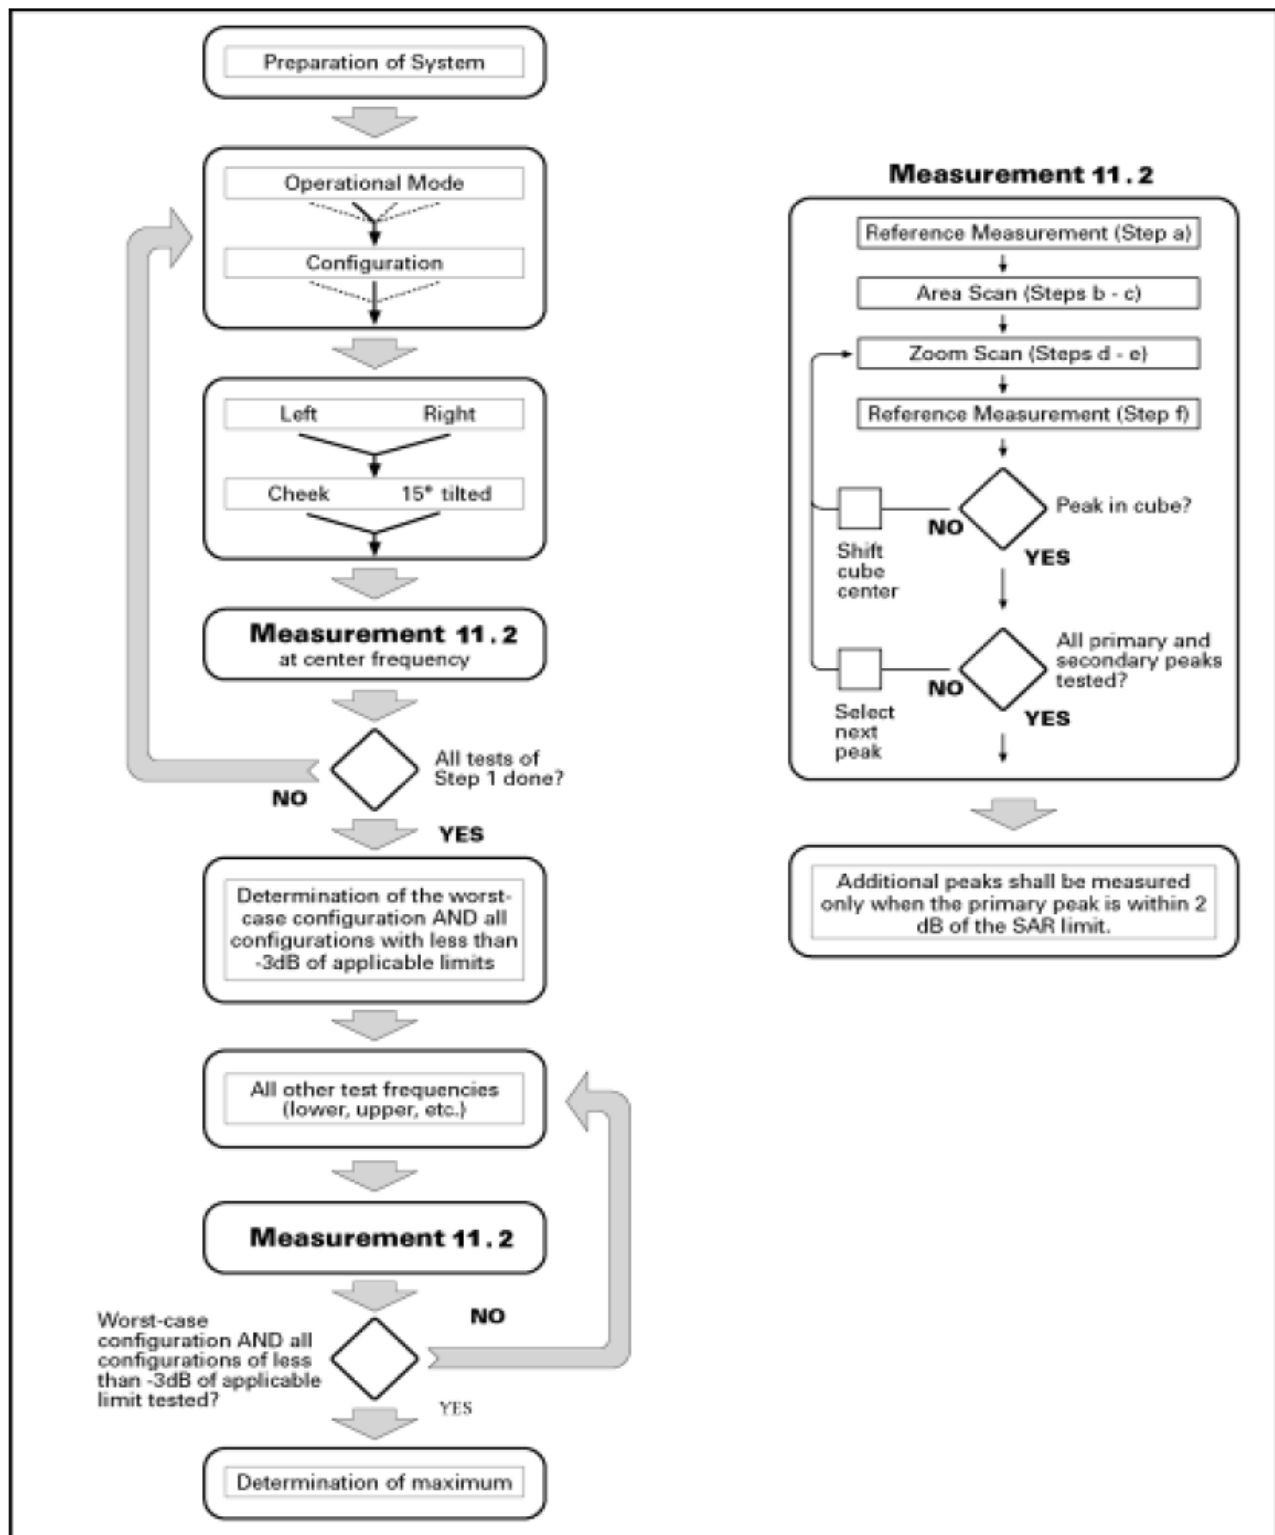 Preparation of System
Operational Mode
Configuration
Left Right
Cheek 15° tilted
Measurement 11.2
at center frequency
All tests of
Step 1 done?
NO
YES
Determination of the worst-
case configuration AND all
configurations with less than
-3dB of applicable limits
All other test frequencies
(lower, upper, etc.)
Measurement 11.2
NO
Worst-case
configuration AND all
configurations of less
than -3dB of applicable
limit tested?
YES
Determination of maximum
Measurement 11.2
Reference Measurement (Step a)
Area Scan (Steps b - c)
Zoom Scan (Steps d - e)
Reference Measurement (Step f)
Peak in cube?
NO
YES
Shift
cube
center
All primary and
secondary peaks
tested?
NO
YES
Select
next
peak
Additional peaks shall be measured
only when the primary peak is within 2
dB of the SAR limit.